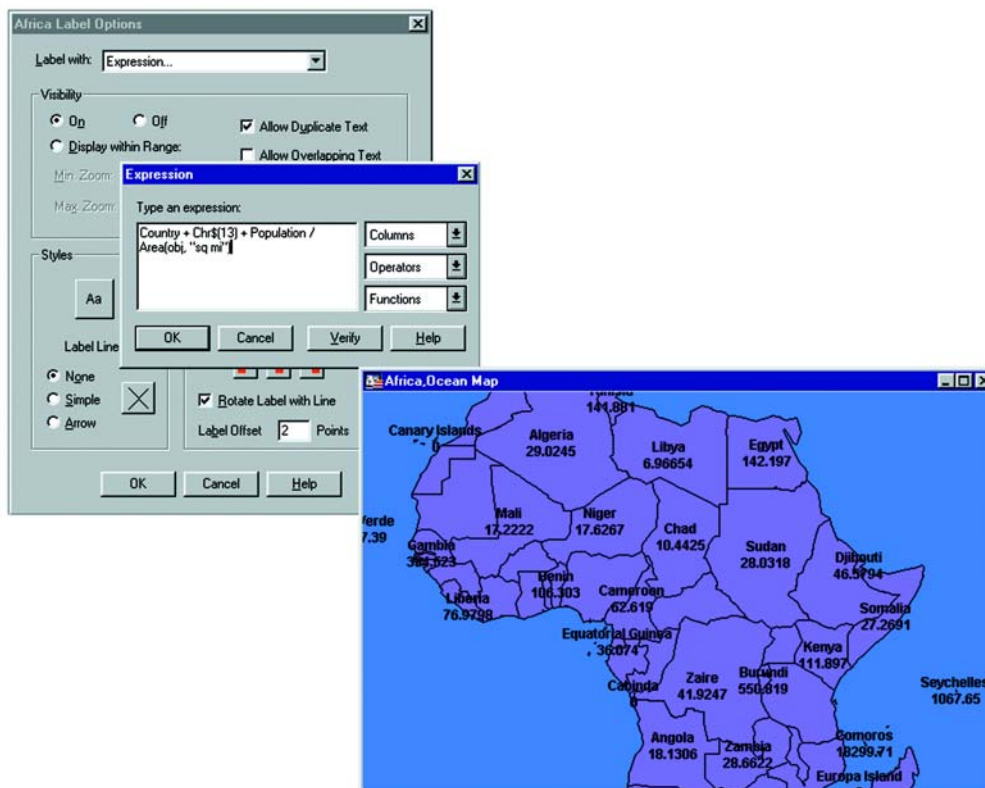 Africa Label Options
Label with: Expression...
Visibility
On Off
Display within Range:
Min. Zoom:
Max. Zoom:
Allow Duplicate Text
Allow Overlapping Text
Expression
Type an expression:
Country + Chr$(13) + Population /
Area(obj, "sq mi")
Columns
Operators
Functions
OK Cancel Verify Help
Styles
Aa
Label Line
None
Simple
Arrow
Rotate Label with Line
Label Offset 2 Points
OK Cancel Help
Africa,Ocean Map
Tunisia
141.881
Canary Islands
0
Algeria
29.0245
Libya
6.96654
Egypt
142.197
Verde
7.39
Mali
17.2222
Niger
17.6267
Chad
10.4425
Sudan
28.0318
Djibouti
46.5794
Gambia
Liberia
76.9798
Benin
106.303
Cameroon
62.619
Somalia
27.2691
Equatorial Guinea
36.074
Kenya
111.897
Cabinda
0
Zaire
41.9247
Burundi
550.819
Seychelles
1067.65
Angola
18.1306
Zambia
28.6622
Comoros
18299.71
Europa Island